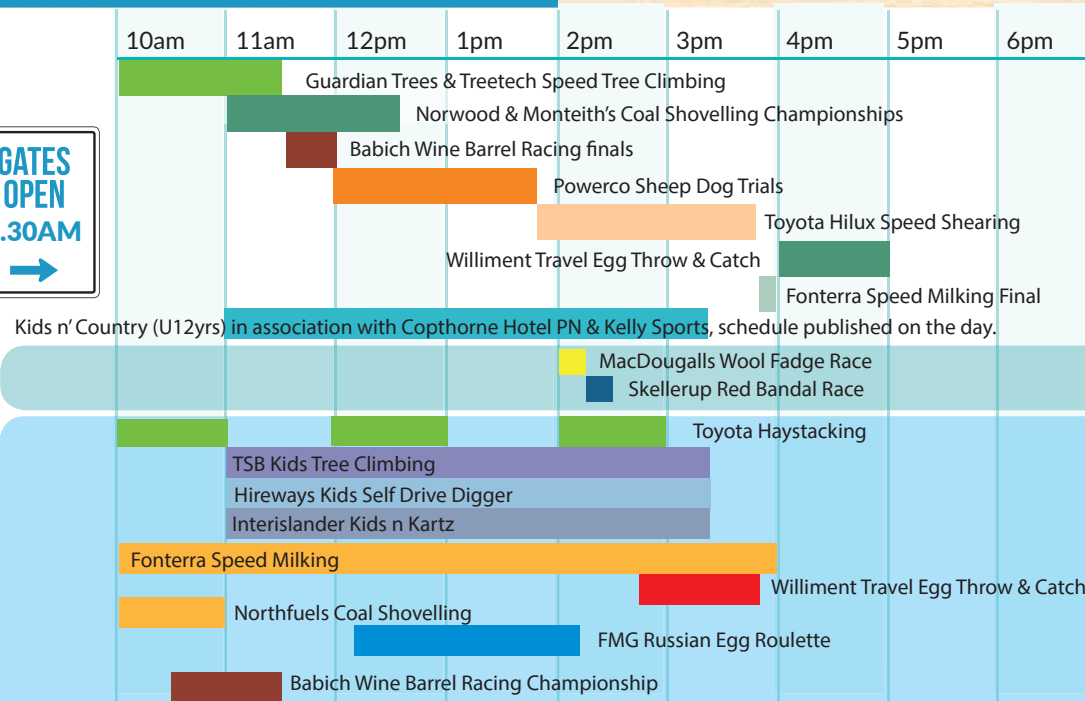 10am 11am 12pm 1pm 2pm 3pm 4pm 5pm 6pm
Guardian Trees & Treetech Speed Tree Climbing
Norwood & Monteith's Coal Shovelling Championships
GATES
OPEN
.30AM
Babich Wine Barrel Racing finals
Powerco Sheep Dog Trials
Toyota Hilux Speed Shearing
Williment Travel Egg Throw & Catch
Fonterra Speed Milking Final
Kids n' Country (U12yrs) in association with Copthorne Hotel PN & Kelly Sports, schedule published on the day.
MacDougalls Wool Fadge Race
Skellerup Red Bandal Race
Toyota Haystacking
TSB Kids Tree Climbing
Hireways Kids Self Drive Digger
Interislander Kids n Kartz
Fonterra Speed Milking
Williment Travel Egg Throw & Catch
Northfuels Coal Shovelling
FMG Russian Egg Roulette
Babich Wine Barrel Racing Championship